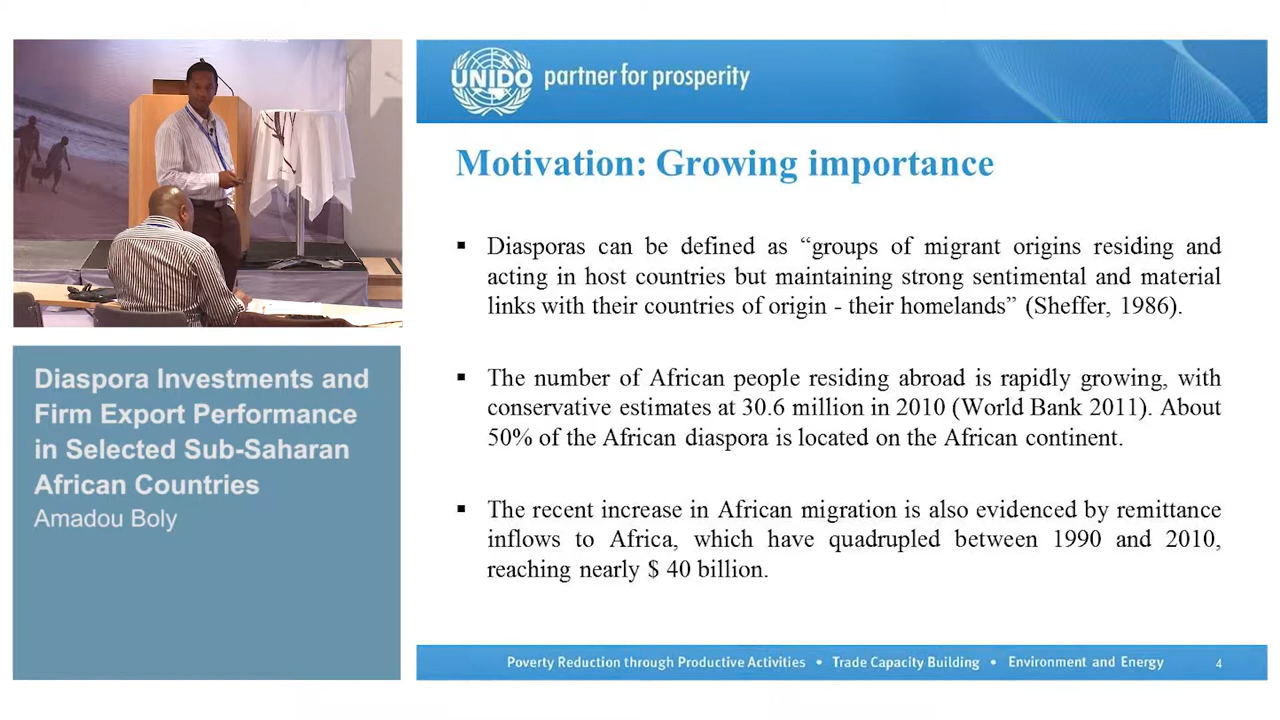 UNIDO
partner for prosperity
Motivation: Growing importance
▪ Diasporas can be defined as “groups of migrant origins residing and
acting in host countries but maintaining strong sentimental and material
links with their countries of origin - their homelands” (Sheffer, 1986).
▪ The number of African people residing abroad is rapidly growing, with
conservative estimates at 30.6 million in 2010 (World Bank 2011). About
50% of the African diaspora is located on the African continent.
▪ The recent increase in African migration is also evidenced by remittance
inflows to Africa, which have quadrupled between 1990 and 2010,
reaching nearly $ 40 billion.
Diaspora Investments and
Firm Export Performance
in Selected Sub-Saharan
African Countries
Amadou Boly
Poverty Reduction through Productive Activities • Trade Capacity Building • Environment and Energy 4